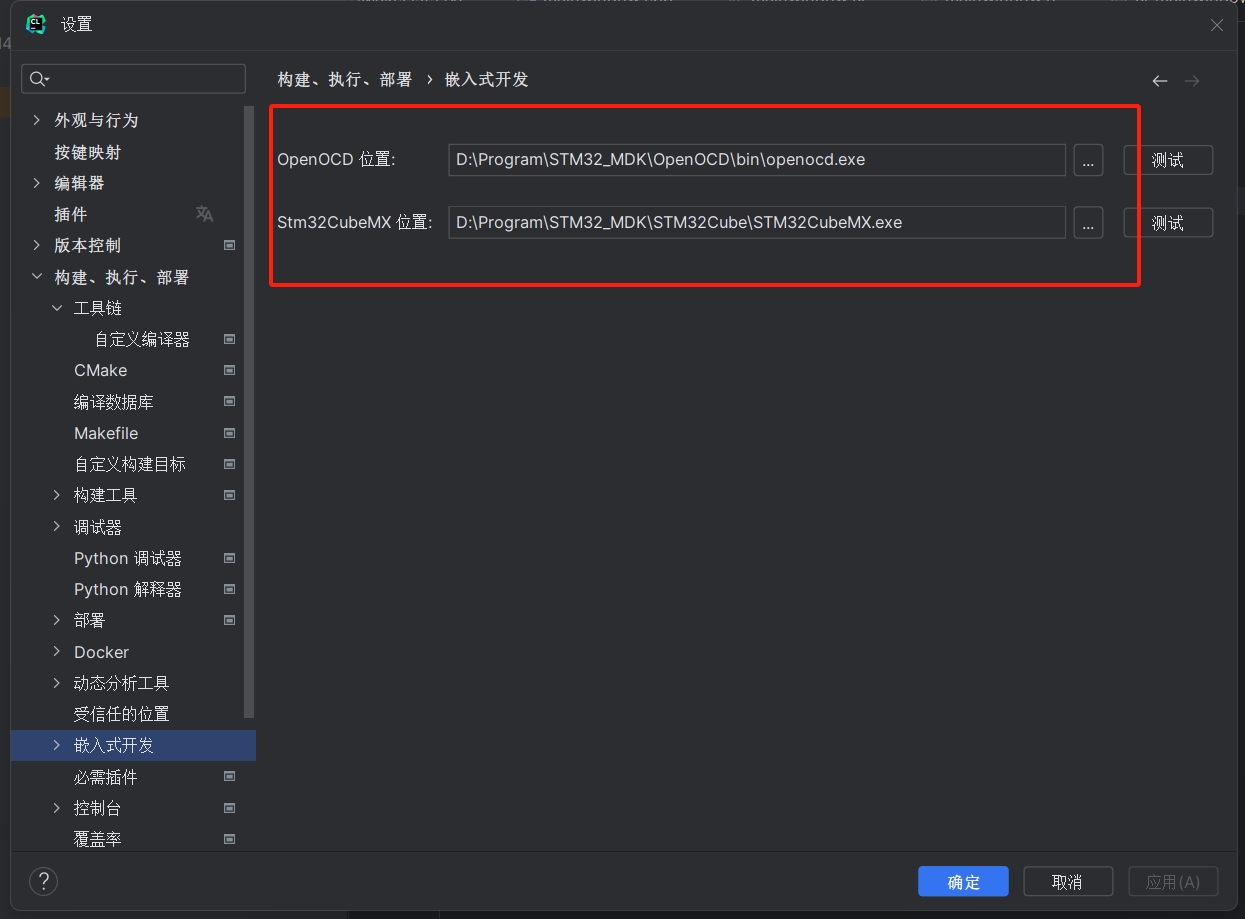 设置
构建、执行、部署 › 嵌入式开发
外观与行为
按键映射
编辑器
插件
版本控制
构建、执行、部署
工具链
自定义编译器
CMake
编译数据库
Makefile
自定义构建目标
构建工具
调试器
Python 调试器
Python 解释器
部署
Docker
动态分析工具
受信任的位置
嵌入式开发
必需插件
控制台
覆盖率
OpenOCD 位置: D:\Program\STM32_MDK\OpenOCD\bin\openocd.exe ... 测试
Stm32CubeMX 位置: D:\Program\STM32_MDK\STM32Cube\STM32CubeMX.exe ... 测试
? 确定 取消 应用(A)